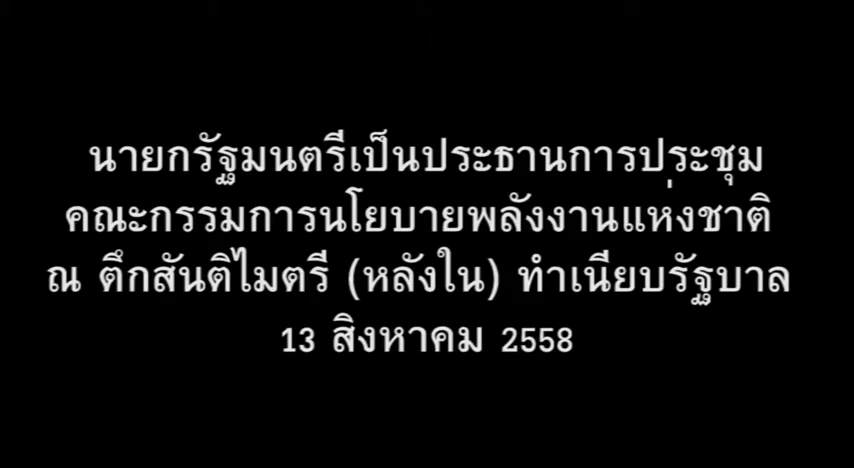 นายกรัฐมนตรีเป็นประธานการประชุม
คณะกรรมการนโยบายพลังงานแห่งชาติ
ณ ตึกสันติไมตรี (หลังใน) ทำเนียบรัฐบาล
13 สิงหาคม 2558